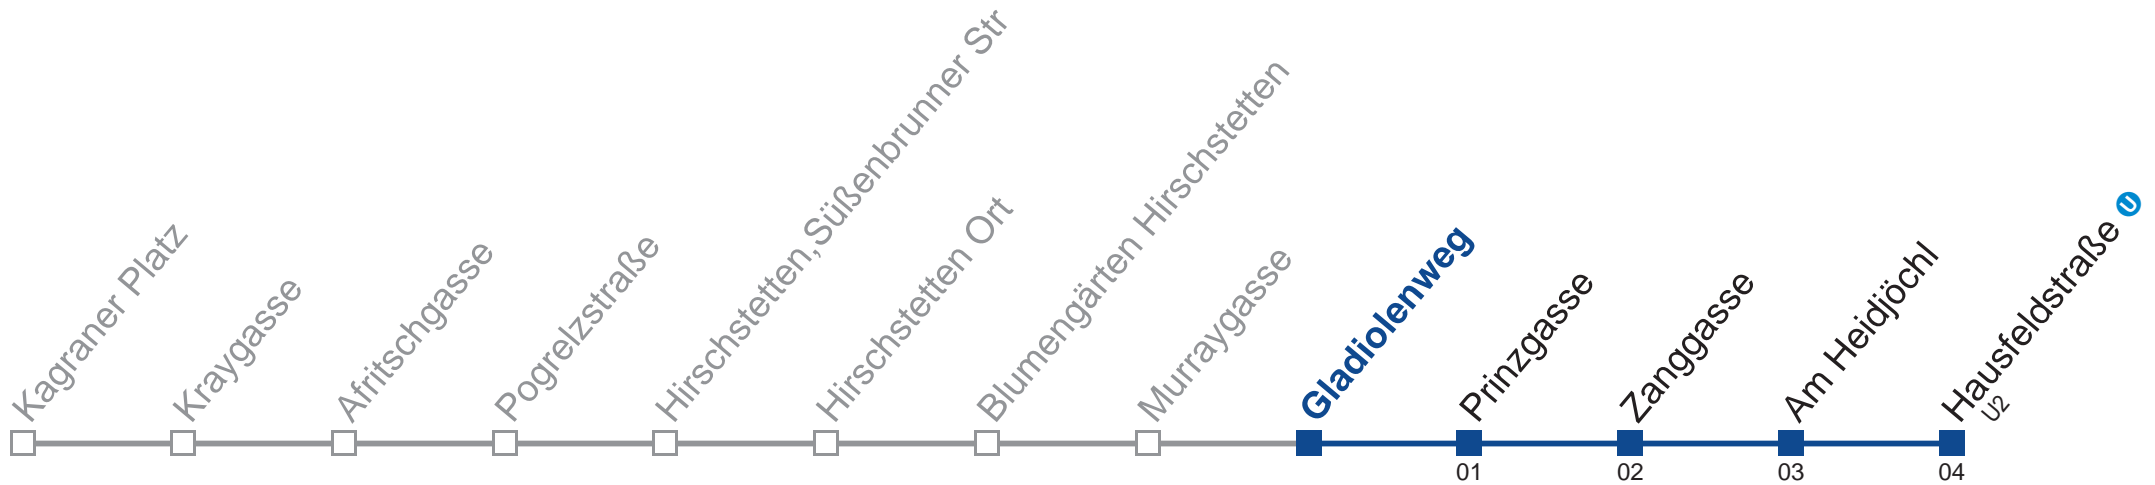 Kagraner Platz
Kraygasse
Afritschgasse
Pogrelzstraße
Hirschstetten,Süßenbrunner Str
Hirschstetten Ort
Blumengärten Hirschstetten
Murraygasse
Gladiolenweg
Prinzgasse
Zanggasse
Am Heidjöchl
Hausfeldstraße U
U2
01
02
03
04